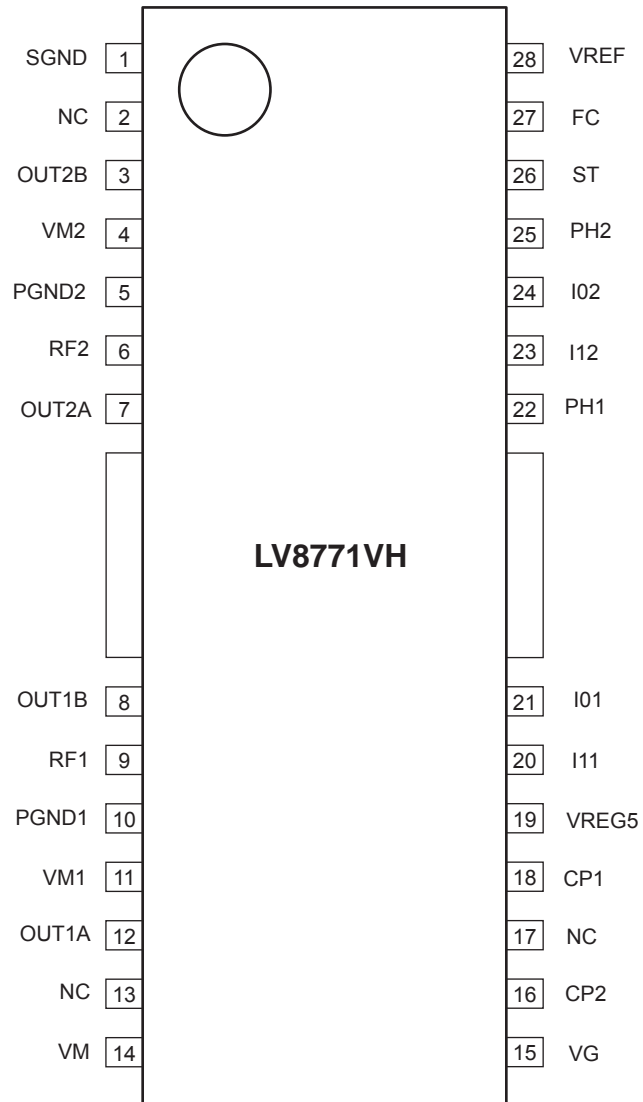 SGND 1 28 VREF
NC 2 27 FC
OUT2B 3 26 ST
VM2 4 25 PH2
PGND2 5 24 I02
RF2 6 23 I12
OUT2A 7 22 PH1
LV8771VH
OUT1B 8 21 I01
RF1 9 20 I11
PGND1 10 19 VREG5
VM1 11 18 CP1
OUT1A 12 17 NC
NC 13 16 CP2
VM 14 15 VG